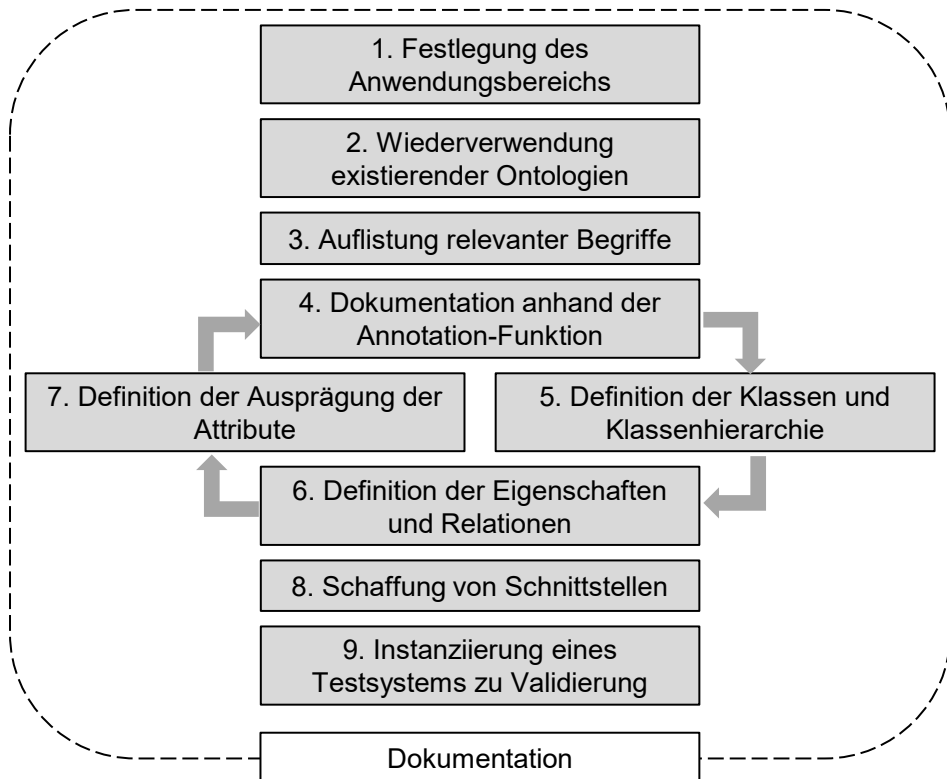 1. Festlegung des
Anwendungsbereichs
2. Wiederverwendung
existierender Ontologien
3. Auflistung relevanter Begriffe
4. Dokumentation anhand der
Annotation-Funktion
7. Definition der Ausprägung der
Attribute
5. Definition der Klassen und
Klassenhierarchie
6. Definition der Eigenschaften
und Relationen
8. Schaffung von Schnittstellen
9. Instanziierung eines
Testsystems zu Validierung
Dokumentation